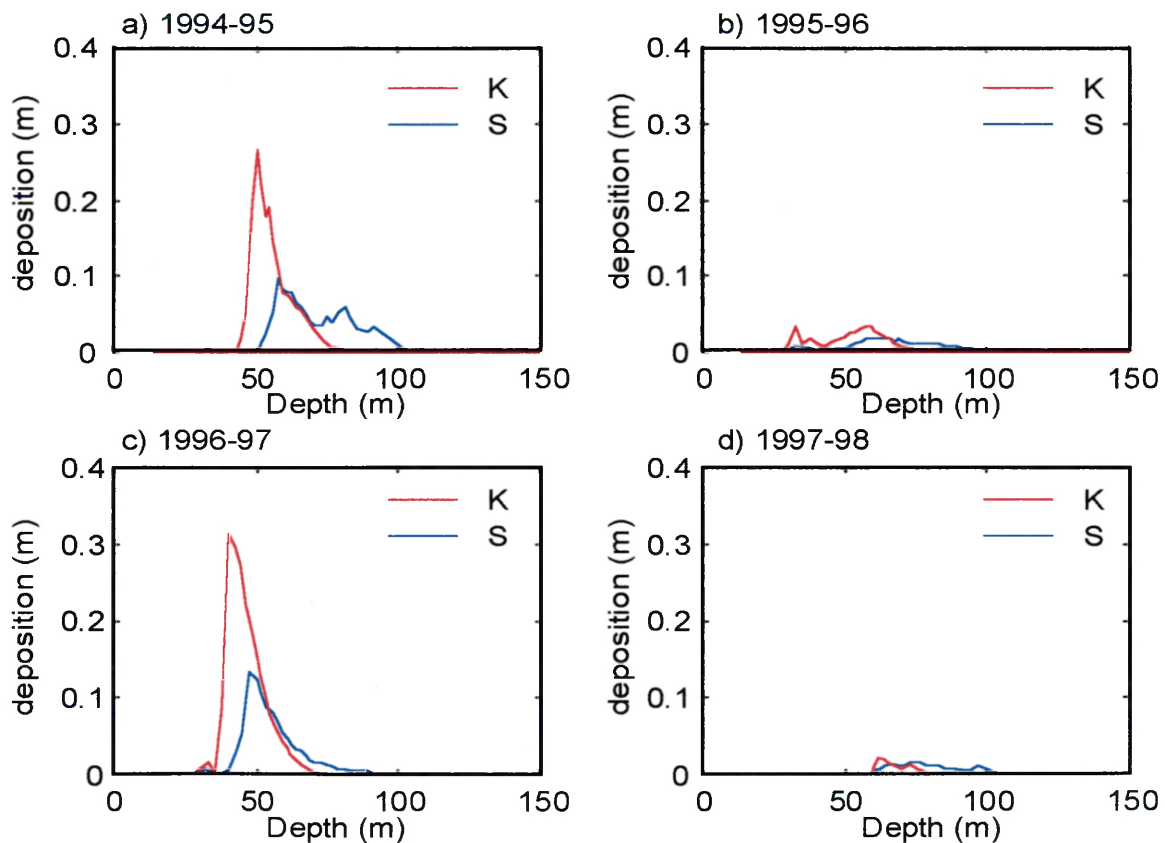 a) 1994-95
0.4
0.3
0.2
0.1
0
deposition (m)
K
S
0
50
100
150
Depth (m)
b) 1995-96
0.4
0.3
0.2
0.1
0
deposition (m)
K
S
0
50
100
150
Depth (m)
c) 1996-97
0.4
0.3
0.2
0.1
0
deposition (m)
K
S
0
50
100
150
Depth (m)
d) 1997-98
0.4
0.3
0.2
0.1
0
deposition (m)
K
S
0
50
100
150
Depth (m)